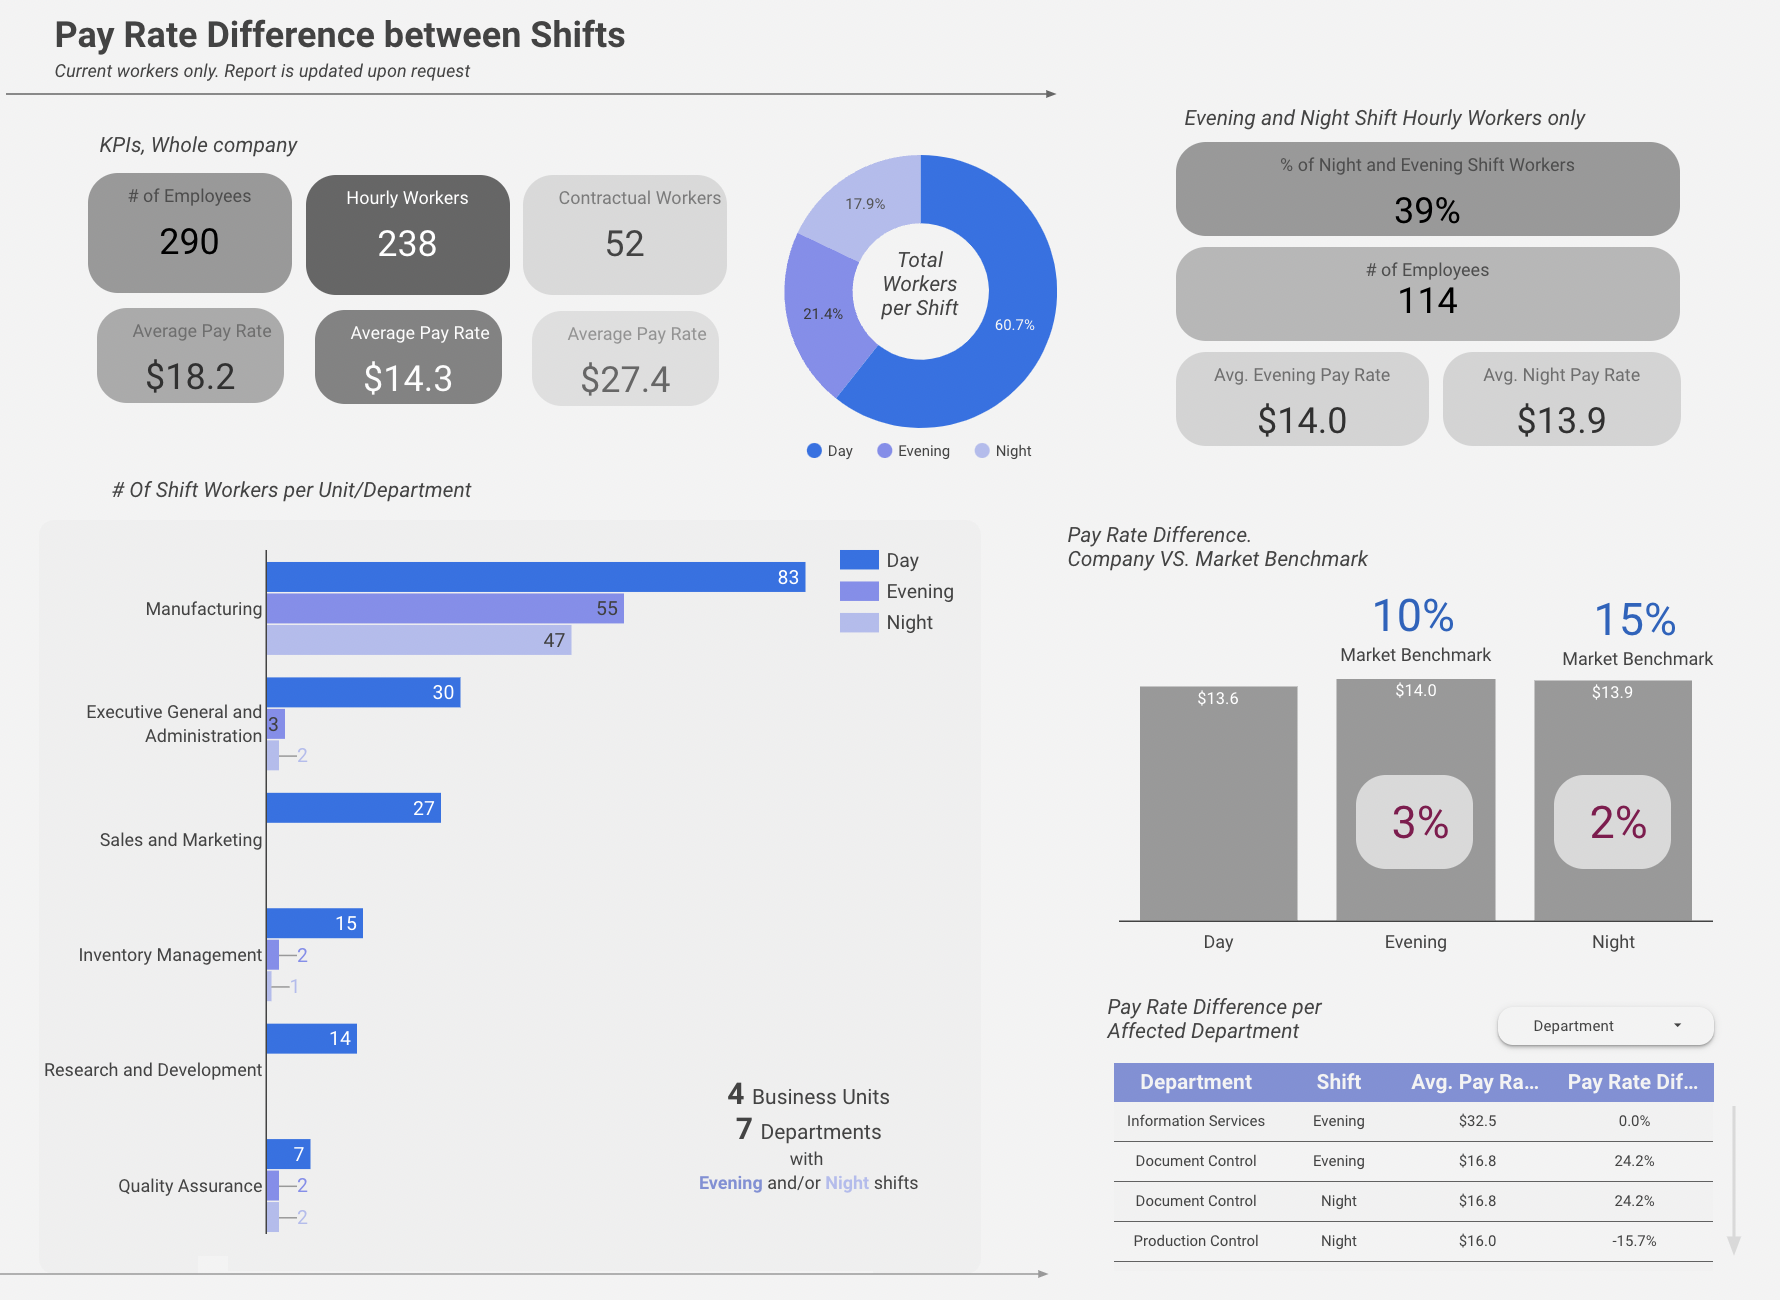 Pay Rate Difference between Shifts
Current workers only. Report is updated upon request
KPIs, Whole company
# of Employees
290
Hourly Workers
238
Contractual Workers
52
Average Pay Rate
$18.2
Average Pay Rate
$14.3
Average Pay Rate
$27.4
17.9%
21.4%
60.7%
Total
Workers
per Shift
Day
Evening
Night
Evening and Night Shift Hourly Workers only
% of Night and Evening Shift Workers
39%
# of Employees
114
Avg. Evening Pay Rate
$14.0
Avg. Night Pay Rate
$13.9
# Of Shift Workers per Unit/Department
Day
Evening
Night
Manufacturing
83
55
47
Executive General and
Administration
30
3
2
Sales and Marketing
27
Inventory Management
15
2
1
Research and Development
14
Quality Assurance
7
2
2
4 Business Units
7 Departments
with
Evening and/or Night shifts
Pay Rate Difference.
Company VS. Market Benchmark
10%
Market Benchmark
15%
Market Benchmark
$13.6
$14.0
$13.9
3%
2%
Day
Evening
Night
Pay Rate Difference per
Affected Department
Department
Department Shift Avg. Pay Ra... Pay Rate Dif...
Information Services Evening $32.5 0.0%
Document Control Evening $16.8 24.2%
Document Control Night $16.8 24.2%
Production Control Night $16.0 -15.7%